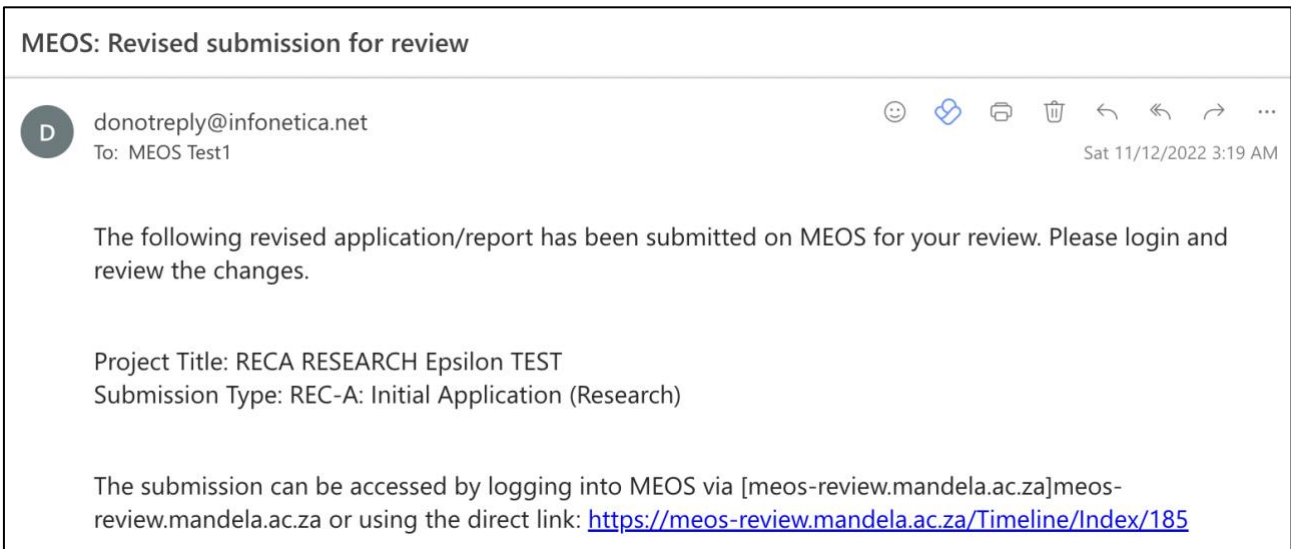 MEOS: Revised submission for review
D
donotreply@infonetica.net
To: MEOS Test1
Sat 11/12/2022 3:19 AM
The following revised application/report has been submitted on MEOS for your review. Please login and
review the changes.
Project Title: RECA RESEARCH Epsilon TEST
Submission Type: REC-A: Initial Application (Research)
The submission can be accessed by logging into MEOS via [meos-review.mandela.ac.za]meos-
review.mandela.ac.za or using the direct link: https://meos-review.mandela.ac.za/Timeline/Index/185